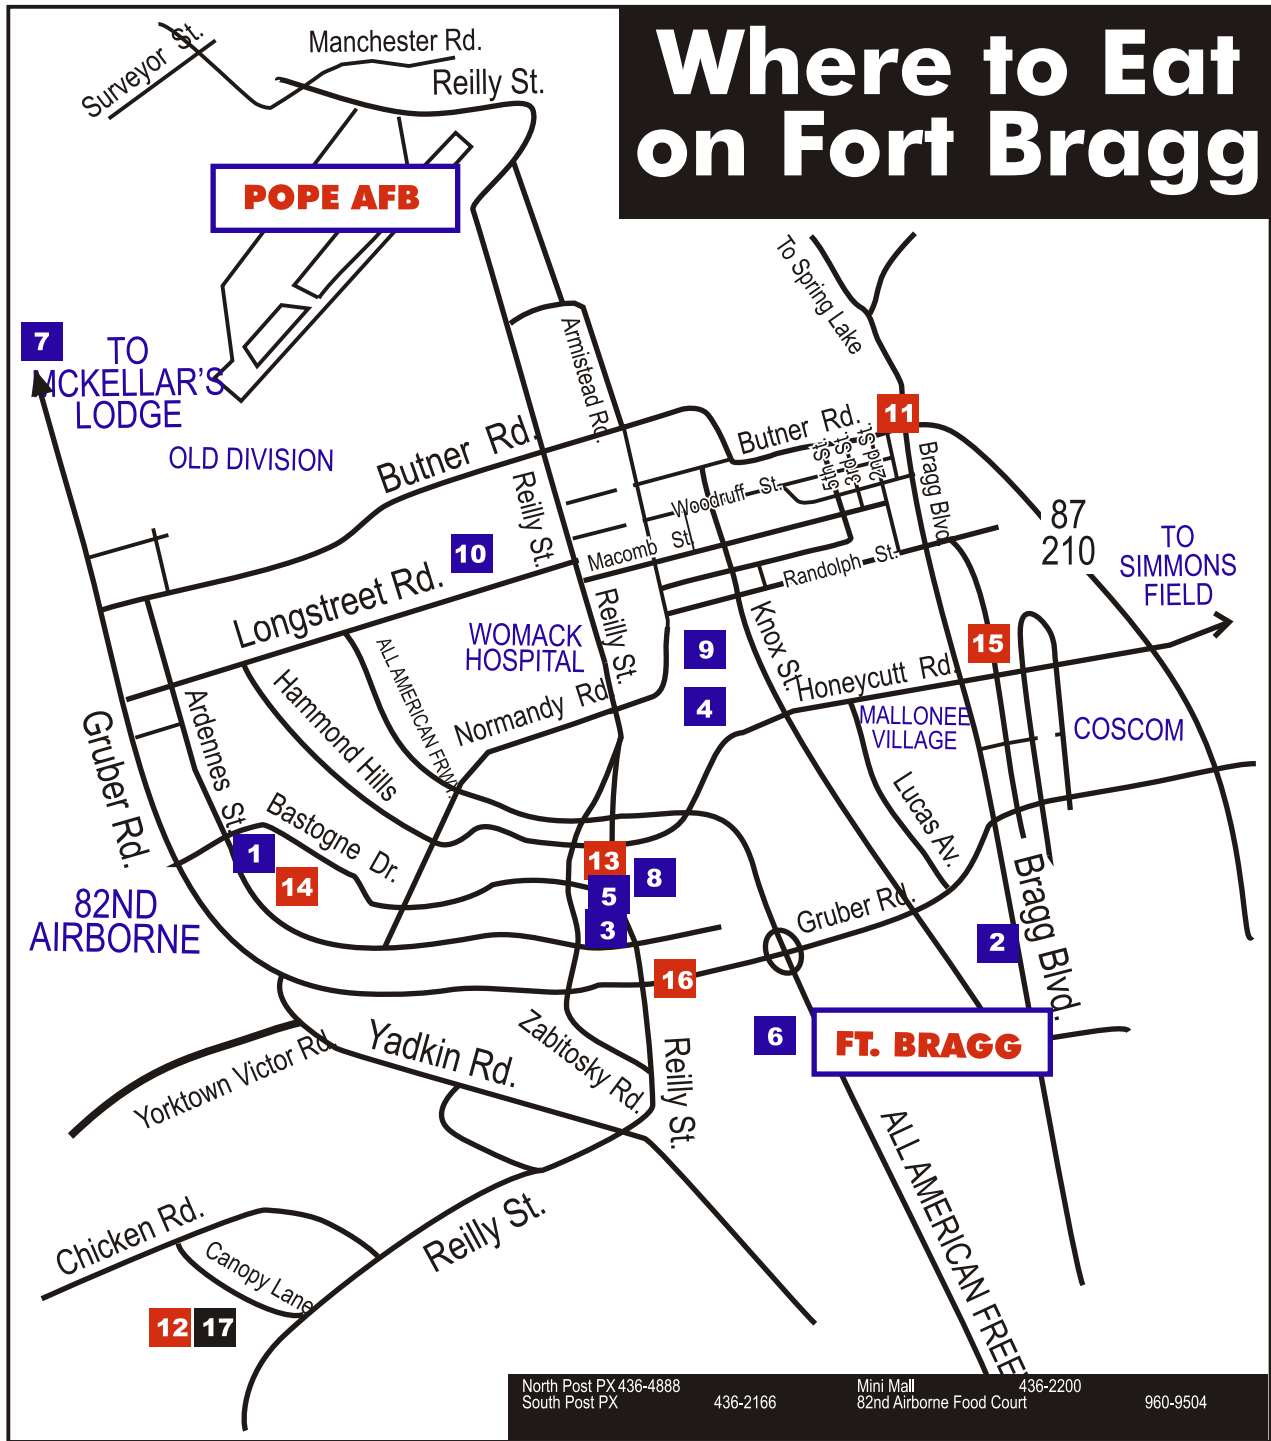 Where to Eat
on Fort Bragg
Surveyor St.
Manchester Rd.
Reilly St.
POPE AFB
To Spring Lake
7
TO
MCKELLAR'S
LODGE
OLD DIVISION
Armistead Rd.
Butner Rd.
Butner Rd.
11
5th St.
3rd St.
2nd St.
Bragg Blvd.
Woodruff St.
Reilly St.
87
210
TO
SIMMONS
FIELD
10
Macomb St.
Randolph St.
Longstreet Rd.
WOMACK
HOSPITAL
Reilly St.
9
Knox St.
15
ALL AMERICAN FRWY.
Honeycutt Rd.
Hammond Hills
Normandy Rd.
4
MALLONEE
VILLAGE
COSCOM
Gruber Rd.
Ardennes St.
Bastogne Dr.
Lucas Av.
1
14
13
8
5
3
82ND
AIRBORNE
Gruber Rd.
Bragg Blvd.
2
16
6
FT. BRAGG
Yorktown Victor Rd.
Yadkin Rd.
Zabitosky Rd.
Reilly St.
ALL AMERICAN FREE
Chicken Rd.
Canopy Lane
Reilly St.
12
17
North Post PX 436-4888 Mini Mall 436-2200
South Post PX 436-2166 82nd Airborne Food Court 960-9504